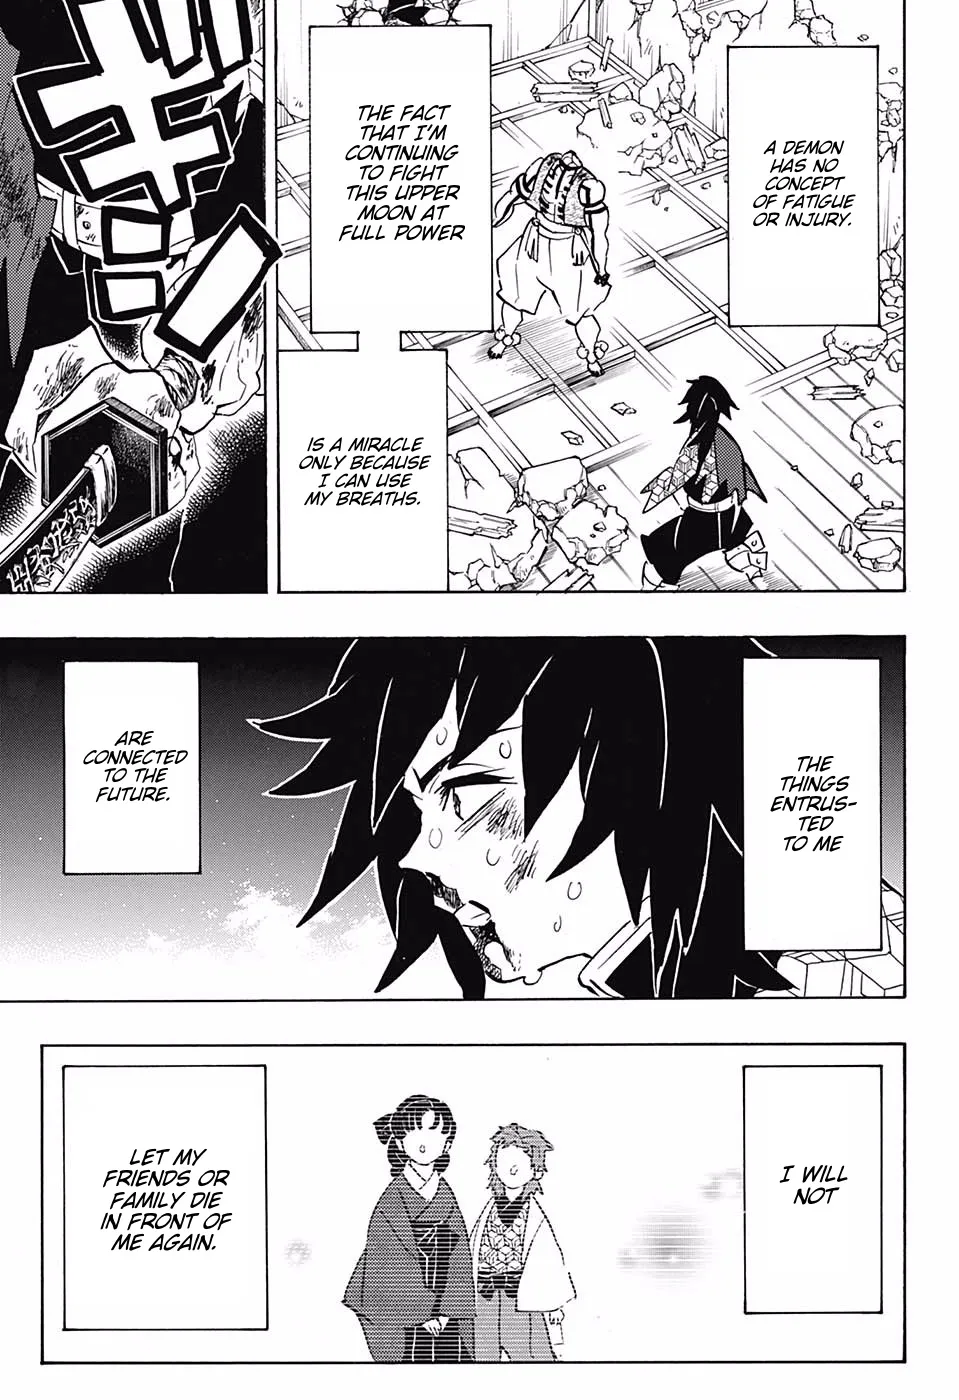 A DEMON
HAS NO
CONCEPT
OF FATIGUE
OR INJURY.
THE FACT
THAT I'M
CONTINUING
TO FIGHT
THIS UPPER
MOON AT
FULL POWER
IS A MIRACLE
ONLY BECAUSE
I CAN USE
MY BREATHS.
ギロ
THE
THINGS
ENTRUS-
TED
TO ME
ARE
CONNECTED
TO THE
FUTURE.
I WILL
NOT
LET MY
FRIENDS OR
FAMILY DIE
IN FRONT OF
ME AGAIN.